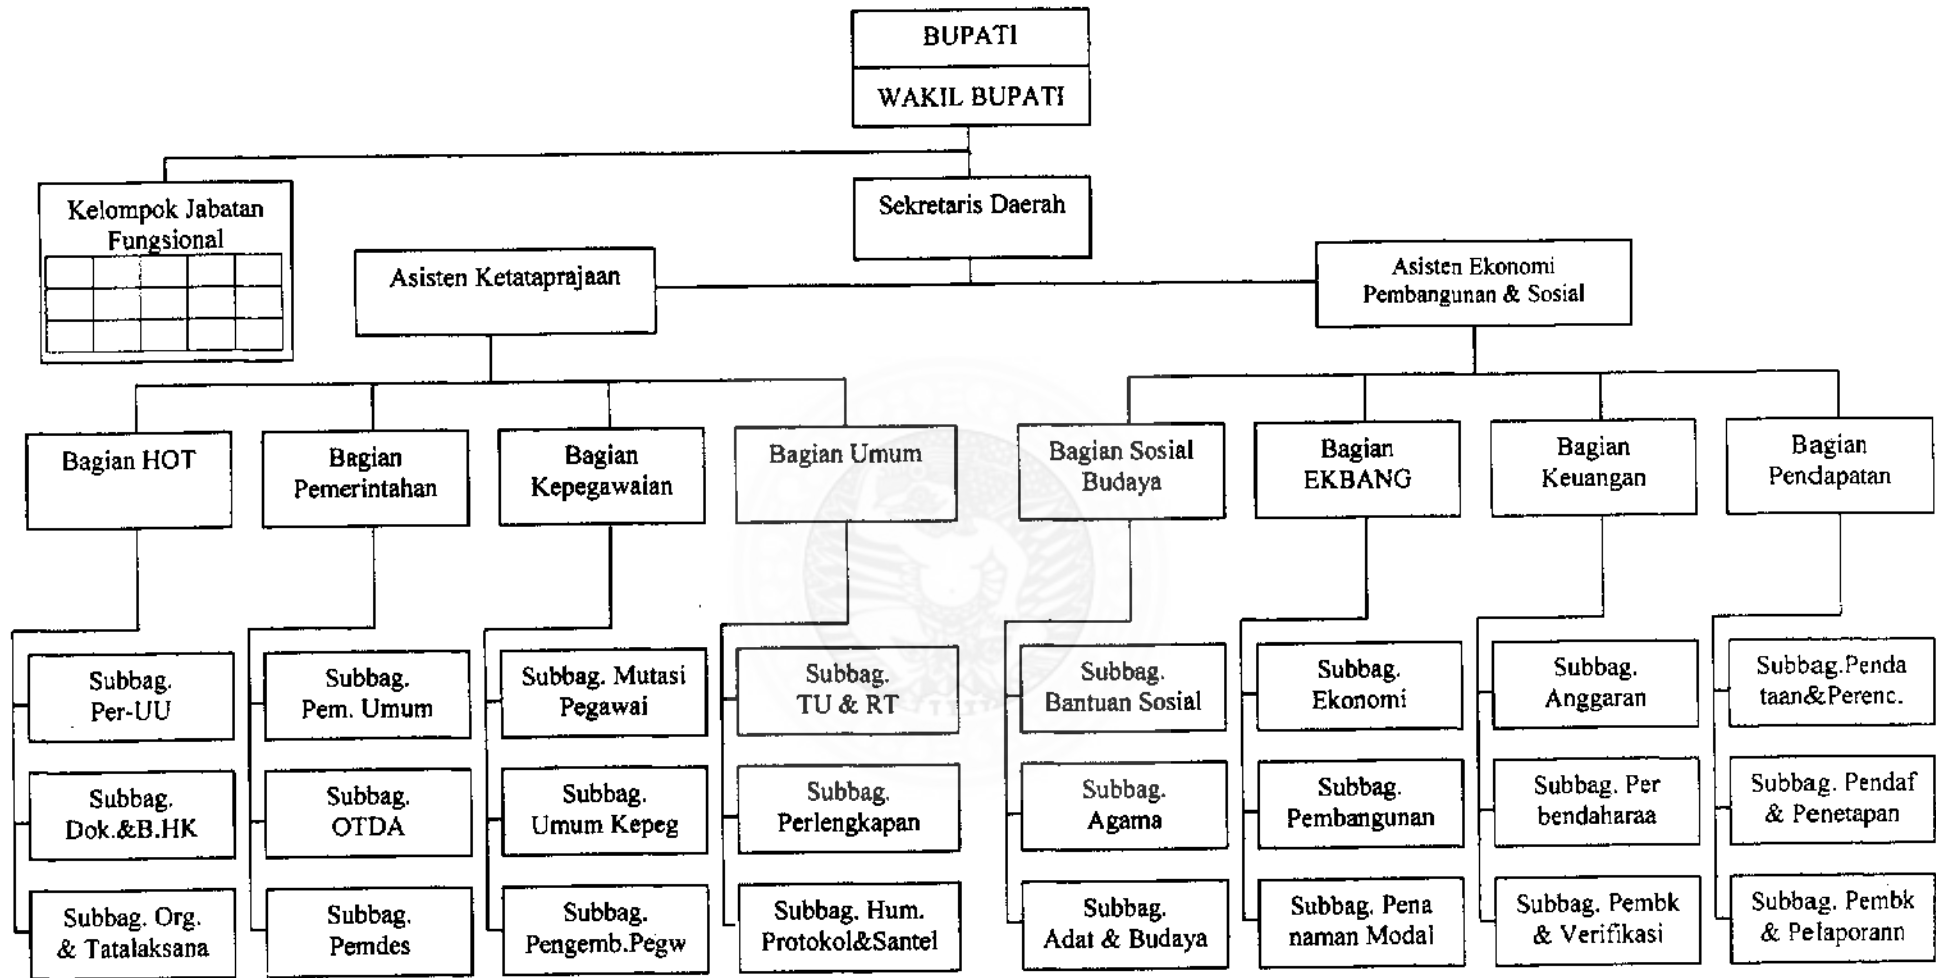 BUPATI
WAKIL BUPATI
Kelompok Jabatan
Fungsional
Sekretaris Daerah
Asisten Ketataprajaan
Asisten Ekonomi
Pembangunan & Sosial
Bagian HOT
Bagian
Pemerintahan
Bagian
Kepegawaian
Bagian Umum
Bagian Sosial
Budaya
Bagian
EKBANG
Bagian
Keuangan
Bagian
Pendapatan
Subbag.
Per-UU
Subbag.
Pem. Umum
Subbag. Mutasi
Pegawai
Subbag.
TU & RT
Subbag.
Bantuan Sosial
Subbag.
Ekonomi
Subbag.
Anggaran
Subbag.Penda
taan&Perenc.
Subbag.
Dok.&B.HK
Subbag.
OTDA
Subbag.
Umum Kepeg
Subbag.
Perlengkapan
Subbag.
Agama
Subbag.
Pembangunan
Subbag. Per
bendaharaa
Subbag. Pendaf
& Penetapan
Subbag. Org.
& Tatalaksana
Subbag.
Pemdes
Subbag.
Pengemb.Pegw
Subbag. Hum.
Protokol&Santel
Subbag.
Adat & Budaya
Subbag. Pena
naman Modal
Subbag. Pembk
& Verifikasi
Subbag. Pembk
& Pelaporann